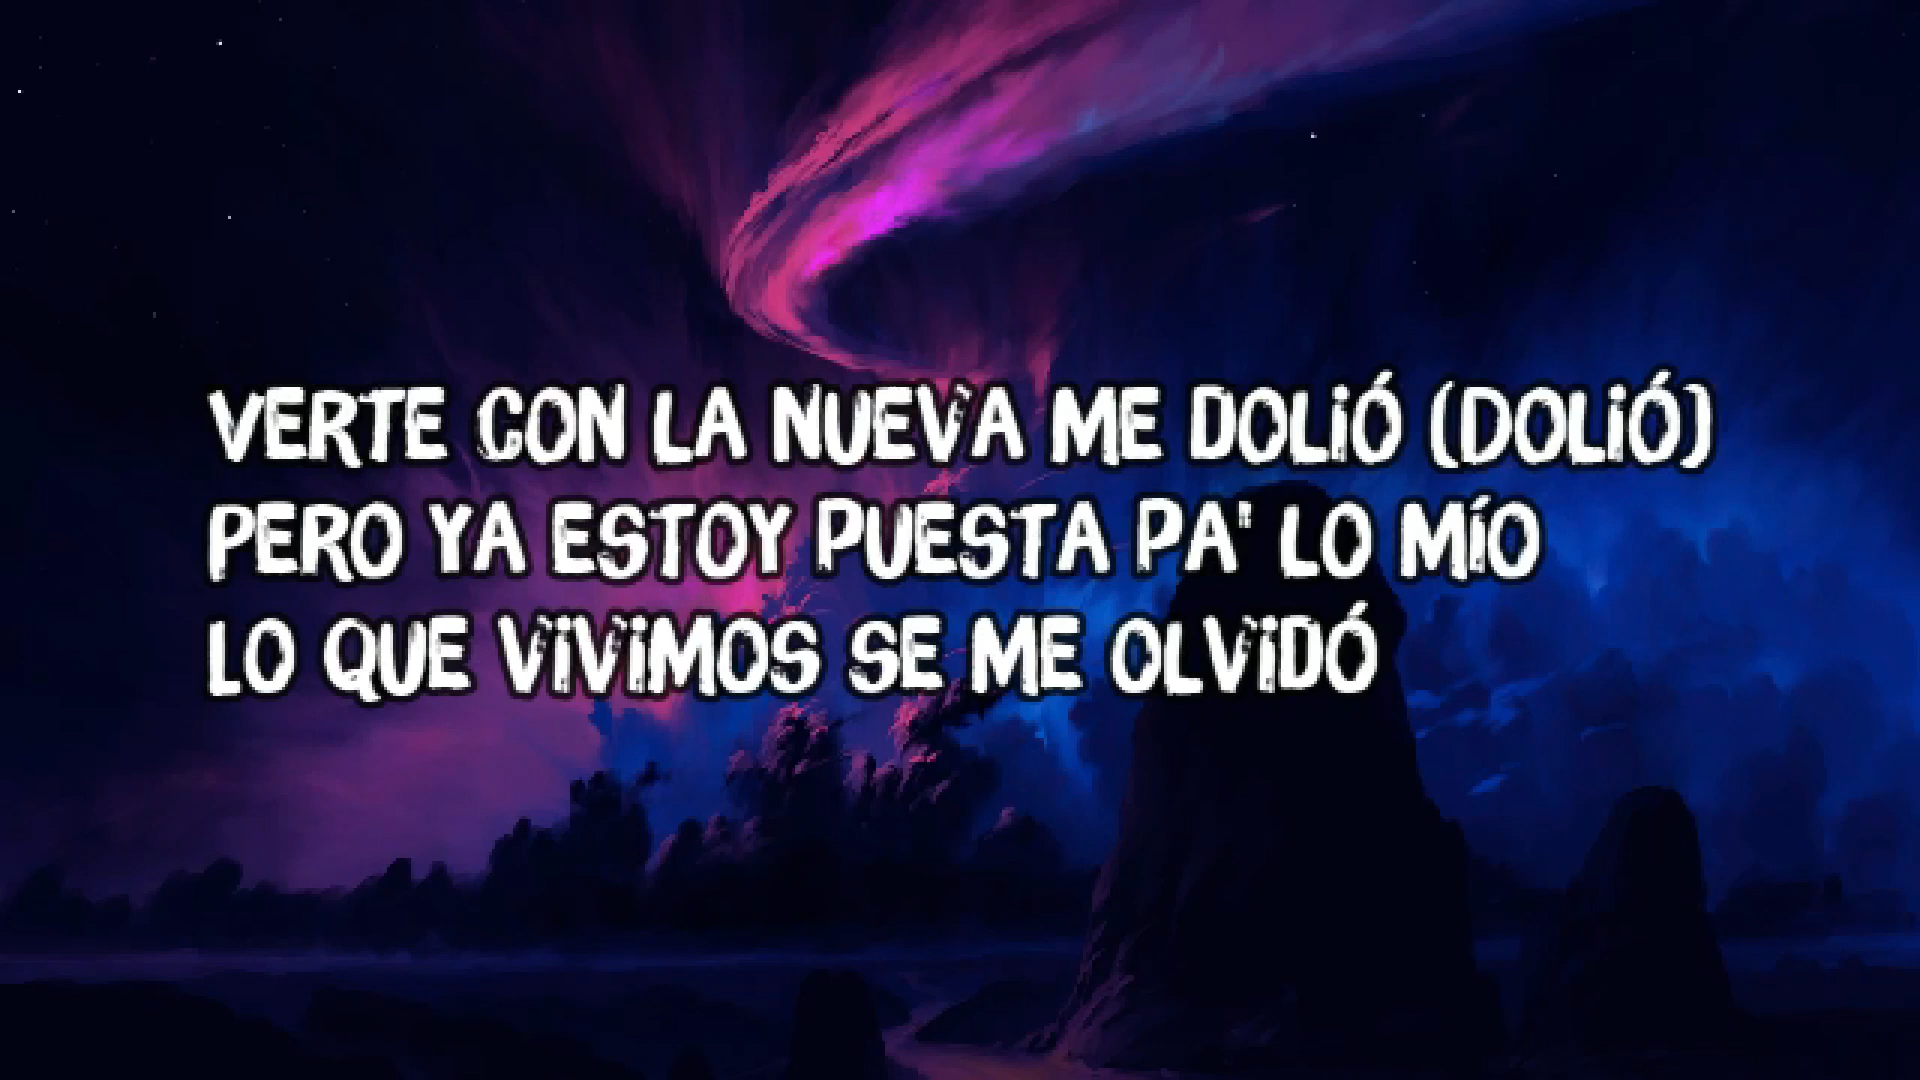 VERTE CON LA NUEVA ME DOLIÓ (DOLIÓ)
PERO YA ESTOY PUESTA PA' LO MÍO
LO QUE VIVIMOS SE ME OLVIDÓ